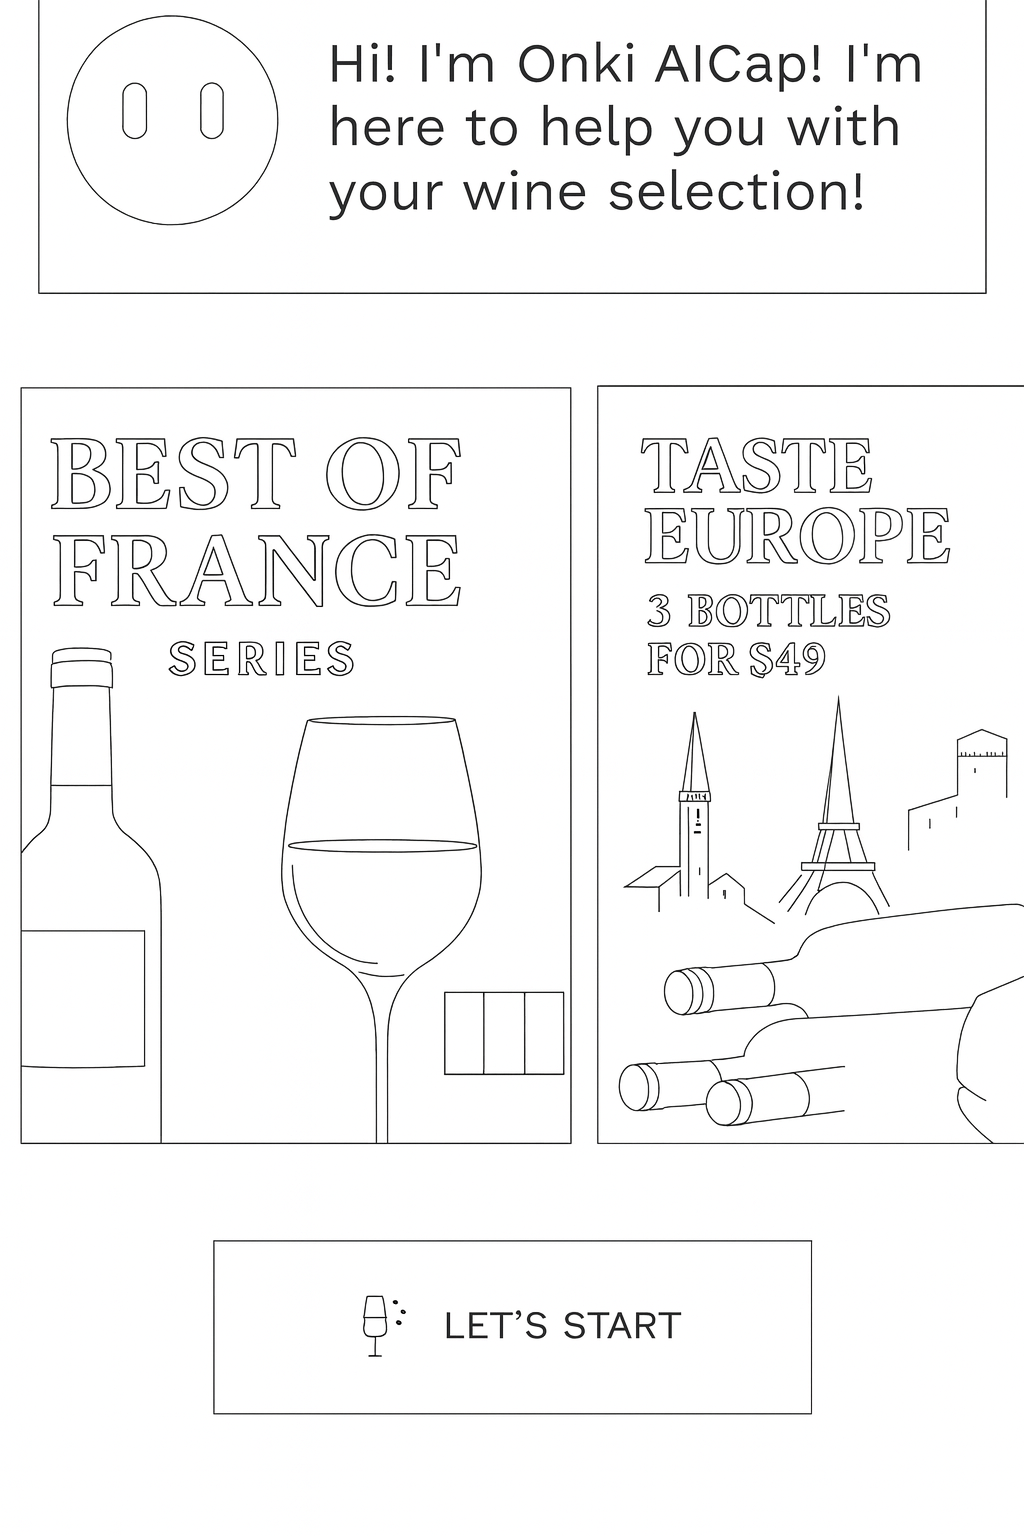 Hi! I'm Onki AICap! I'm
here to help you with
your wine selection!
BEST OF
FRANCE
SERIES
TASTE
EUROPE
3 BOTTLES
FOR $49
LET’S START